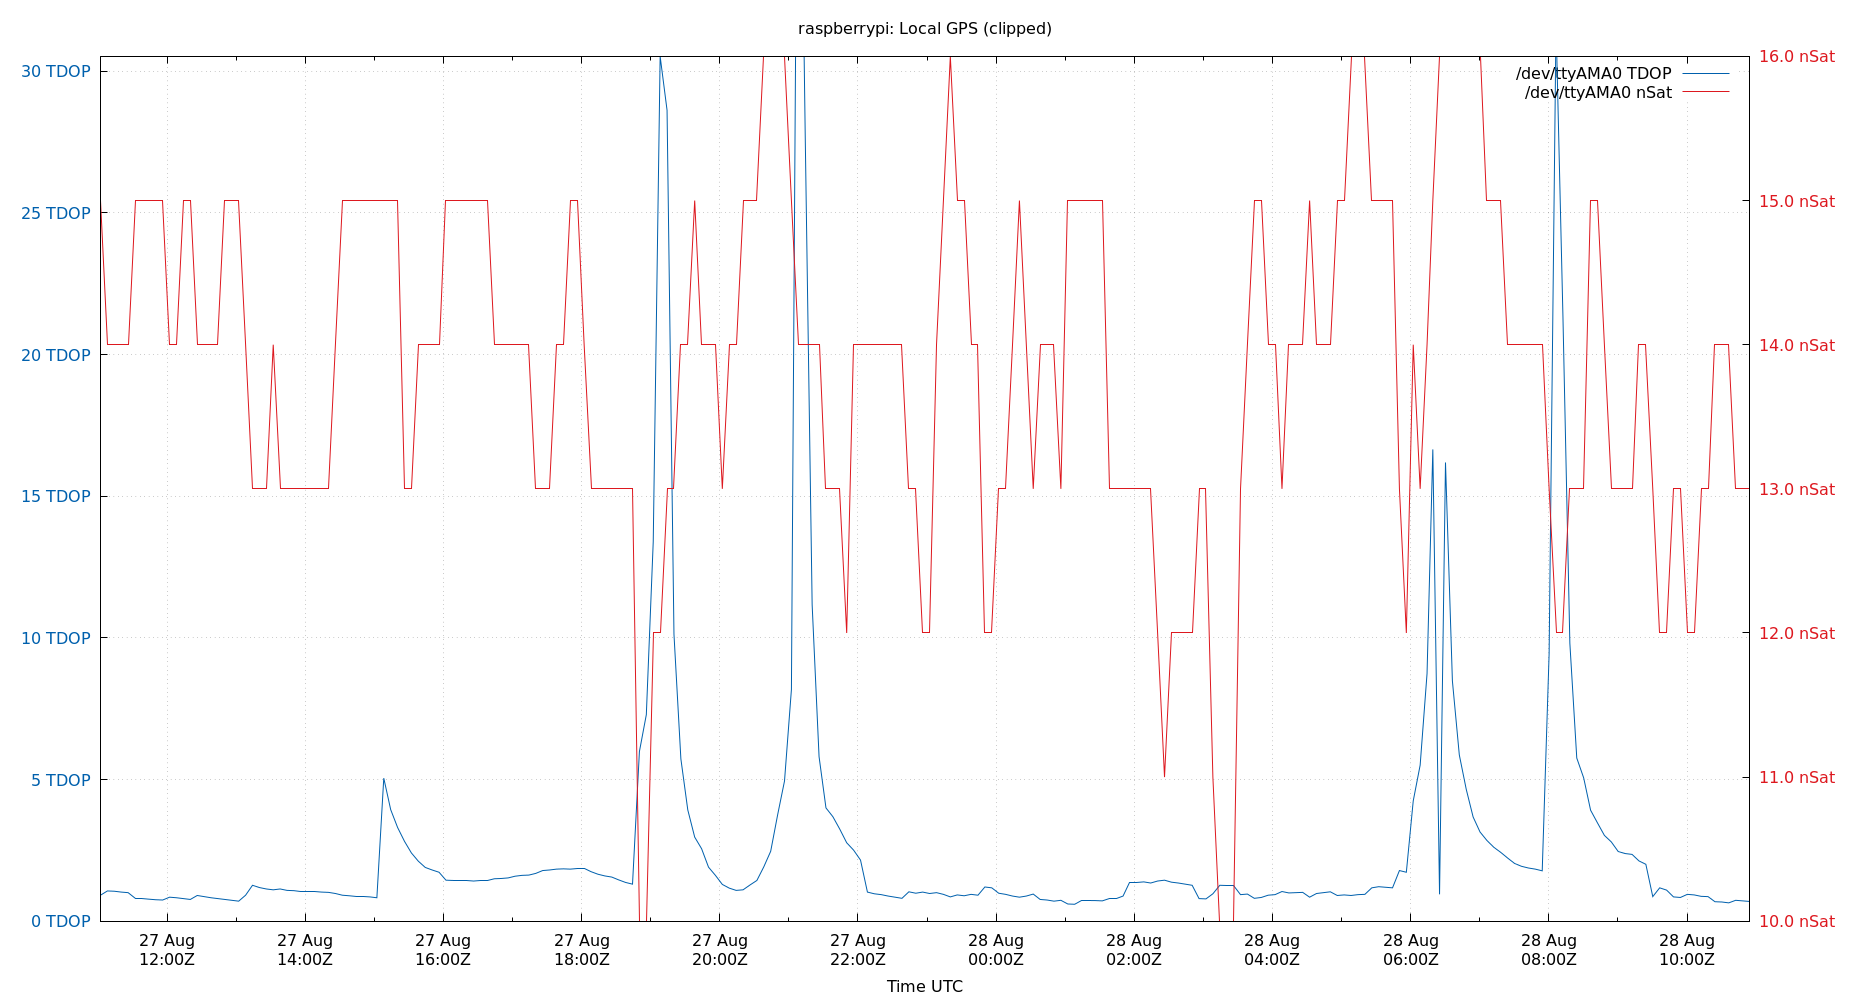 raspberrypi: Local GPS (clipped)
30 TDOP
25 TDOP
20 TDOP
15 TDOP
10 TDOP
5 TDOP
0 TDOP
16.0 nSat
15.0 nSat
14.0 nSat
13.0 nSat
12.0 nSat
11.0 nSat
10.0 nSat
/dev/ttyAMA0 TDOP
/dev/ttyAMA0 nSat
27 Aug
12:00Z
27 Aug
14:00Z
27 Aug
16:00Z
27 Aug
18:00Z
27 Aug
20:00Z
27 Aug
22:00Z
28 Aug
00:00Z
28 Aug
02:00Z
28 Aug
04:00Z
28 Aug
06:00Z
28 Aug
08:00Z
28 Aug
10:00Z
Time UTC